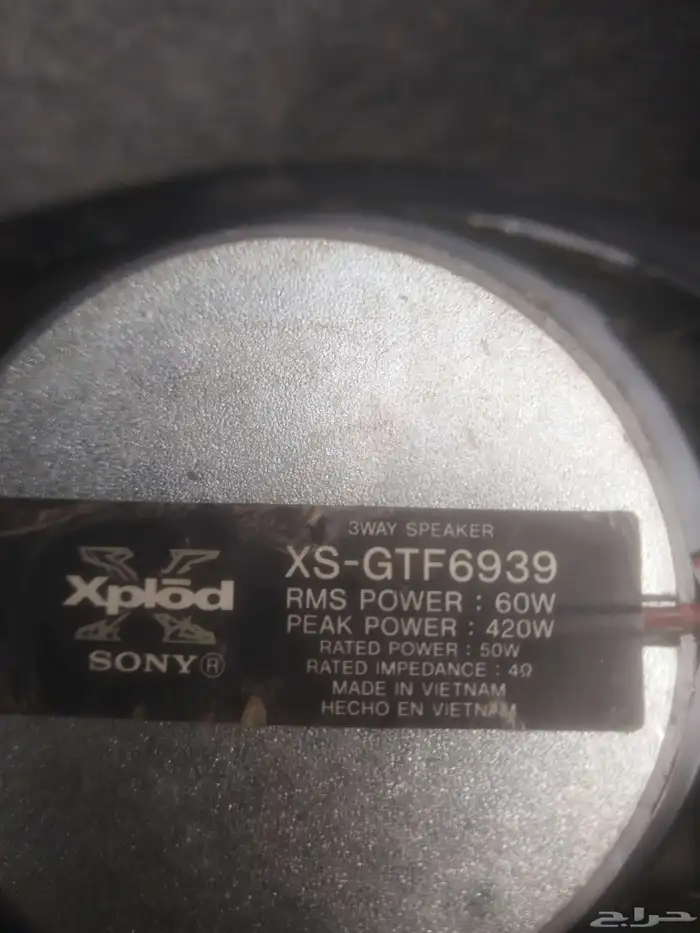 3WAY SPEAKER
XS-GTF6939
RMS POWER : 60W
PEAK POWER : 420W
RATED POWER : 50W
RATED IMPEDANCE : 4Ω
MADE IN VIETNAM
HECHO EN VIETNAM
Xplōd
SONY®
حراج